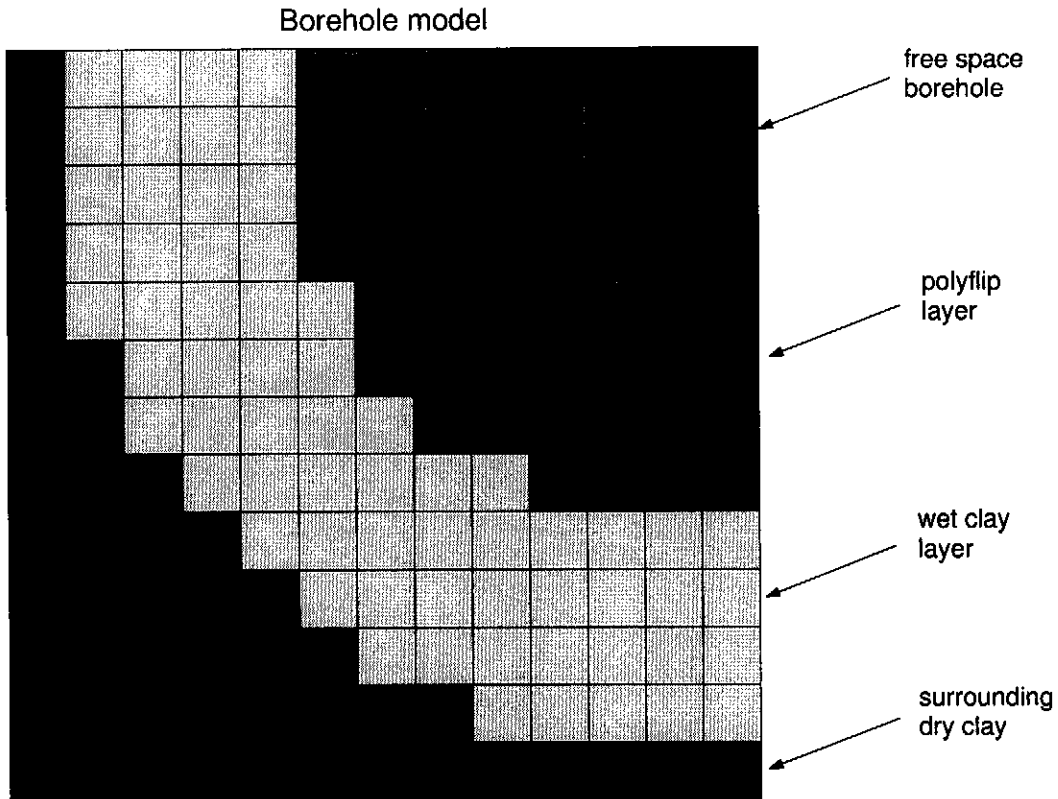 Borehole model
free space
borehole
polyflip
layer
wet clay
layer
surrounding
dry clay